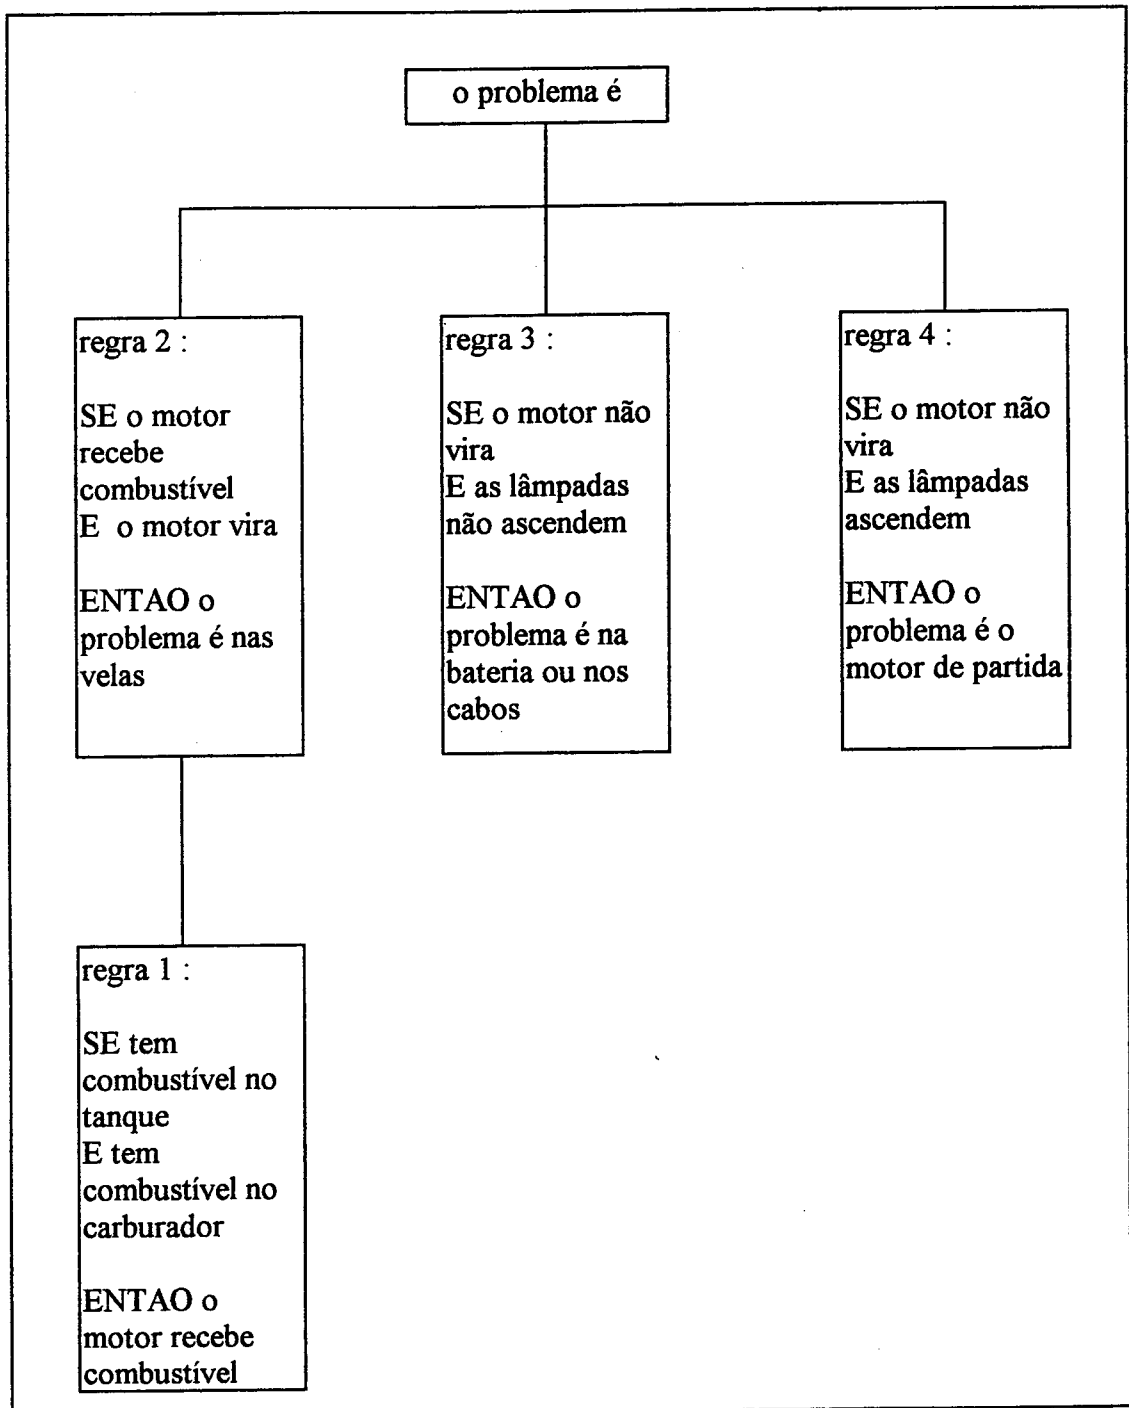 o problema é
regra 2 :
SE o motor
recebe
combustível
E o motor vira
ENTAO o
problema é nas
velas
regra 3 :
SE o motor não
vira
E as lâmpadas
não ascendem
ENTAO o
problema é na
bateria ou nos
cabos
regra 4 :
SE o motor não
vira
E as lâmpadas
ascendem
ENTAO o
problema é o
motor de partida
regra 1 :
SE tem
combustível no
tanque
E tem
combustível no
carburador
ENTAO o
motor recebe
combustível